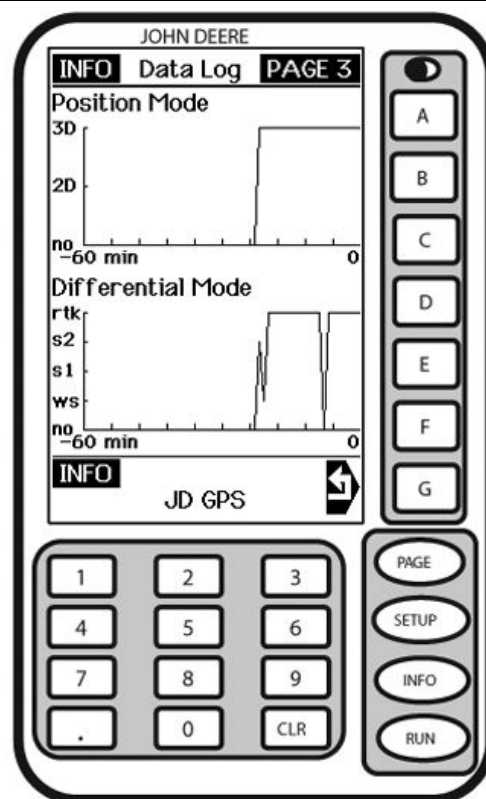 JOHN DEERE
INFO Data Log PAGE 3
Position Mode
3D
2D
no
-60 min 0
Differential Mode
rtk
s2
s1
ws
no
-60 min 0
INFO
JD GPS
A
B
C
D
E
F
G
PAGE
SETUP
INFO
RUN
1 2 3
4 5 6
7 8 9
. 0 CLR